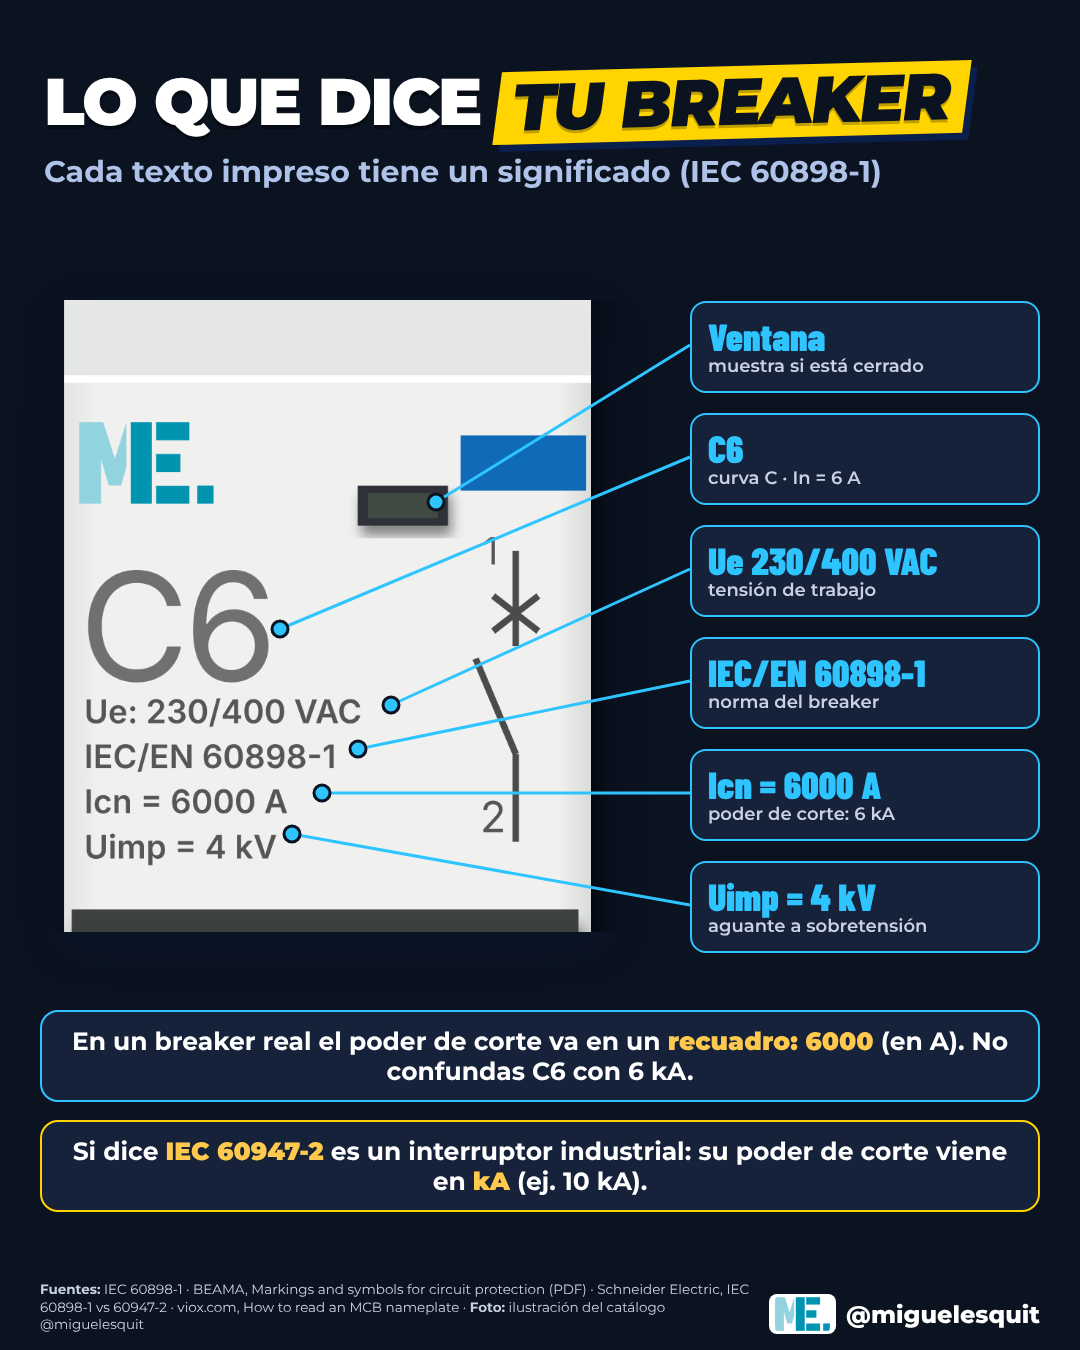 LO QUE DICE TU BREAKER
Cada texto impreso tiene un significado (IEC 60898-1)
ME.
C6
Ue: 230/400 VAC
IEC/EN 60898-1
Icn = 6000 A
Uimp = 4 kV
1
2
Ventana
muestra si está cerrado
C6
curva C · In = 6 A
Ue 230/400 VAC
tensión de trabajo
IEC/EN 60898-1
norma del breaker
Icn = 6000 A
poder de corte: 6 kA
Uimp = 4 kV
aguante a sobretensión
En un breaker real el poder de corte va en un recuadro: 6000 (en A). No
confundas C6 con 6 kA.
Si dice IEC 60947-2 es un interruptor industrial: su poder de corte viene
en kA (ej. 10 kA).
Fuentes: IEC 60898-1 · BEAMA, Markings and symbols for circuit protection (PDF) · Schneider Electric, IEC
60898-1 vs 60947-2 · viox.com, How to read an MCB nameplate · Foto: ilustración del catálogo
@miguelesquit
ME.
@miguelesquit